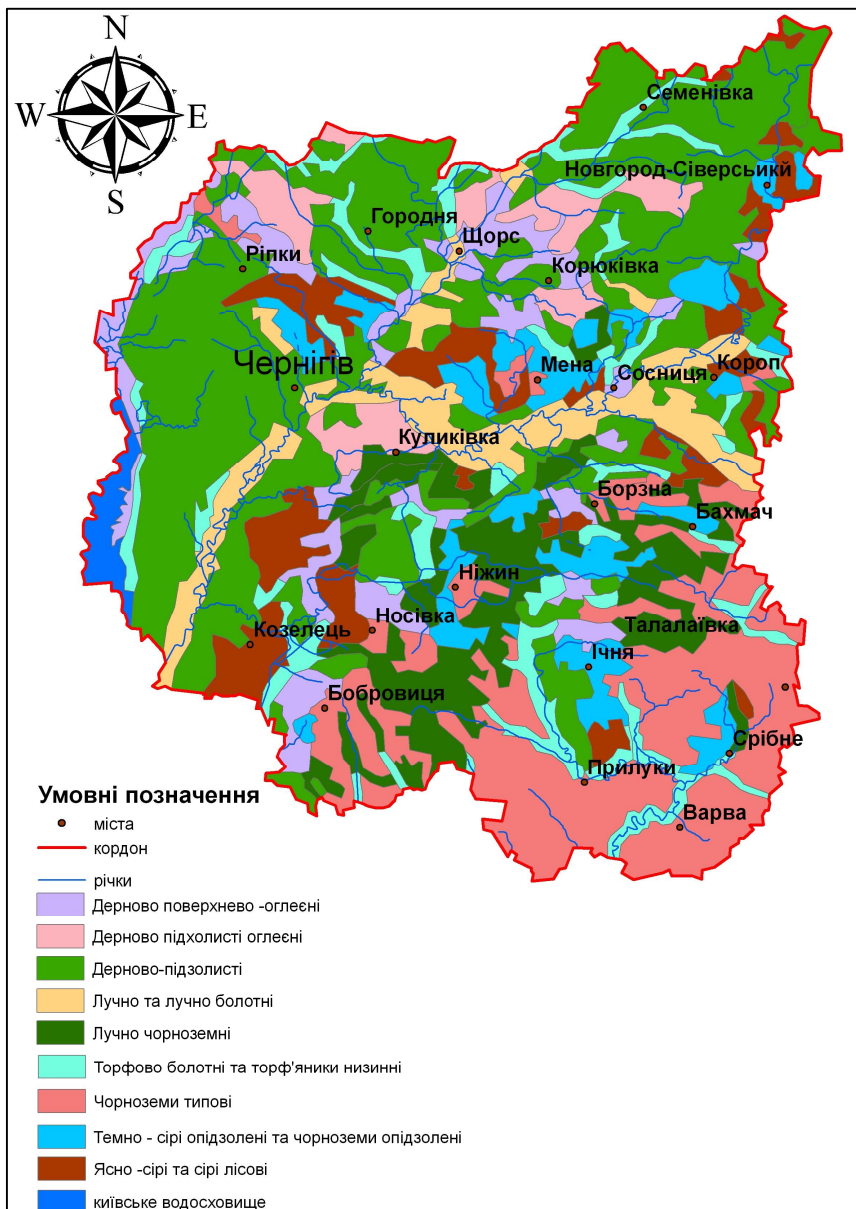 N
W
E
S
Семенівка
Новгород-Сіверсьикй
Городня
Щорс
Ріпки
Корюківка
Чернігів
Мена
Сосниця
Короп
Куликівка
Борзна
Бахмач
Ніжин
Носівка
Талалаївка
Козелець
Ічня
Бобровиця
Срібне
Прилуки
Варва
Умовні позначення
міста
кордон
річки
Дерново поверхнево -оглеєні
Дерново підхолисті оглеєні
Дерново-підзолисті
Лучно та лучно болотні
Лучно чорноземні
Торфово болотні та торф'яники низинні
Чорноземи типові
Темно - сірі опідзолені та чорноземи опідзолені
Ясно -сірі та сірі лісові
київське водосховище